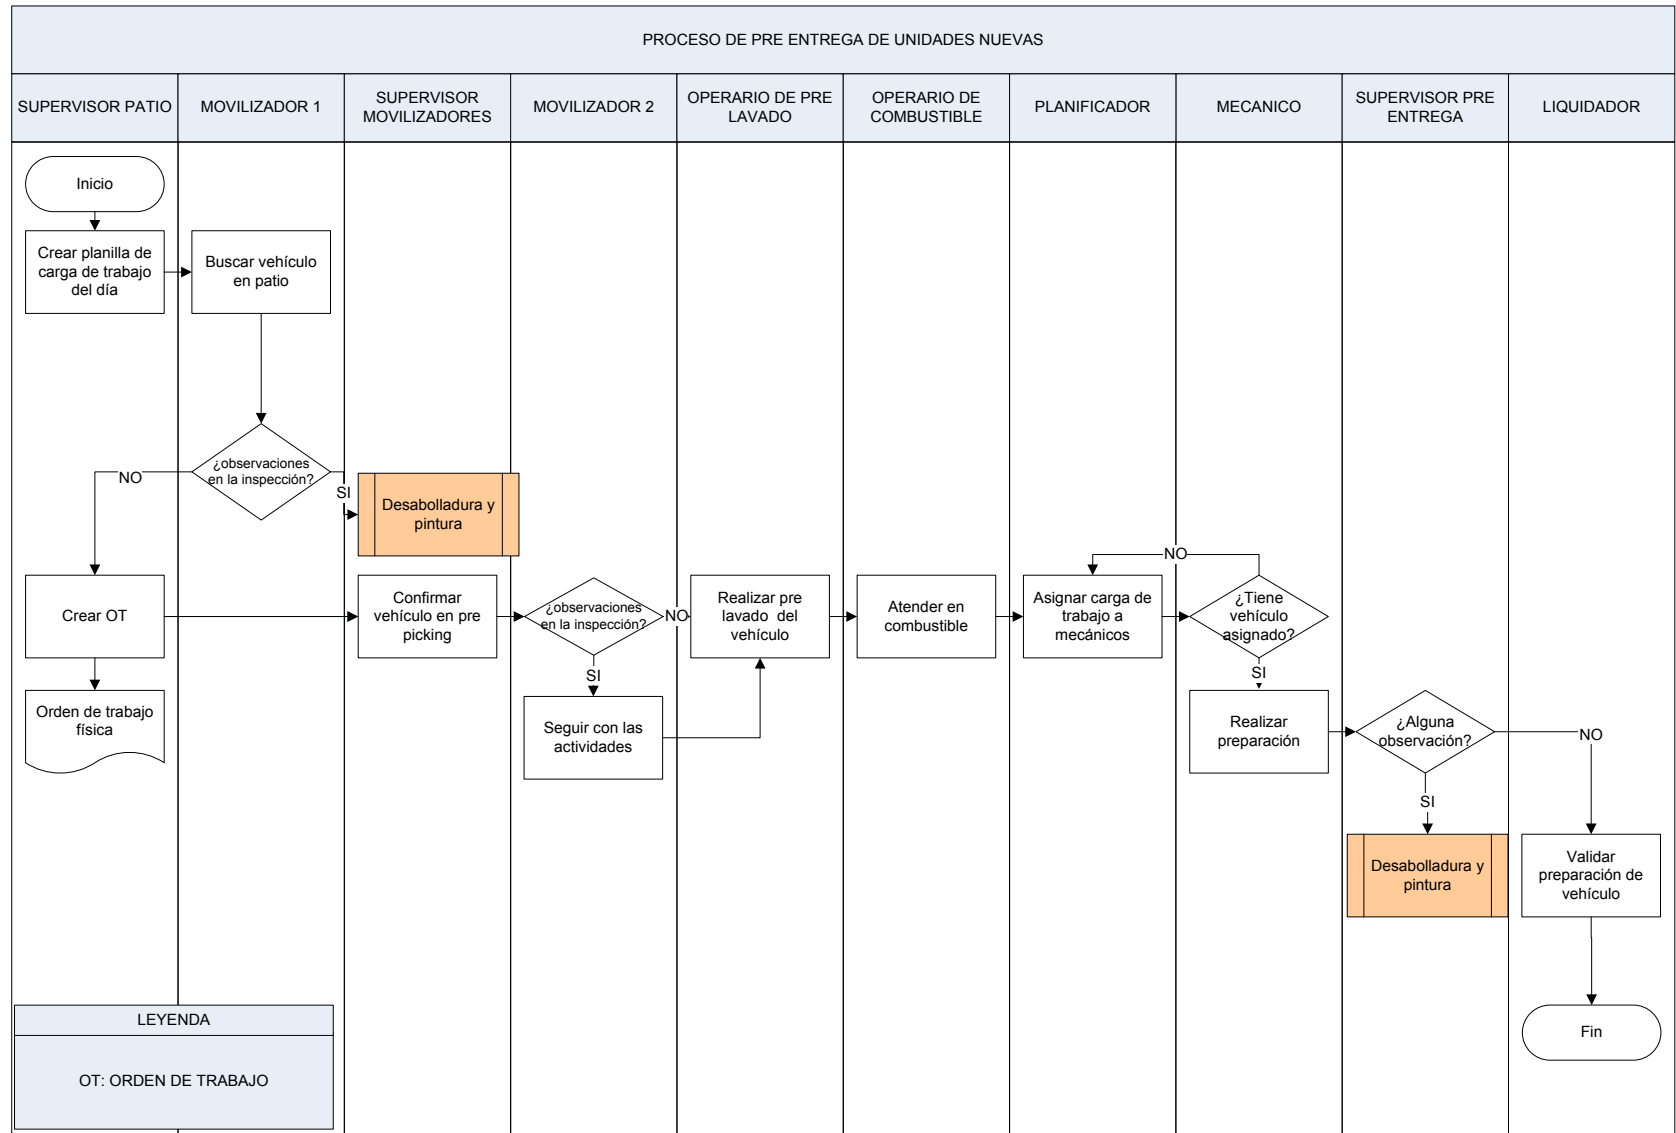 PROCESO DE PRE ENTREGA DE UNIDADES NUEVAS
SUPERVISOR PATIO
MOVILIZADOR 1
SUPERVISOR
MOVILIZADORES
MOVILIZADOR 2
OPERARIO DE PRE
LAVADO
OPERARIO DE
COMBUSTIBLE
PLANIFICADOR
MECANICO
SUPERVISOR PRE
ENTREGA
LIQUIDADOR
Inicio
Crear planilla de
carga de trabajo
del día
Buscar vehículo
en patio
¿observaciones
en la inspección?
NO
SI
Desabolladura y
pintura
Crear OT
Confirmar
vehículo en pre
picking
¿observaciones
en la inspección?
NO
SI
Realizar pre
lavado del
vehículo
Atender en
combustible
Asignar carga de
trabajo a
mecánicos
NO
¿Tiene
vehículo
asignado?
SI
Orden de trabajo
física
Seguir con las
actividades
Realizar
preparación
¿Alguna
observación?
NO
SI
Desabolladura y
pintura
Validar
preparación de
vehículo
Fin
LEYENDA
OT: ORDEN DE TRABAJO